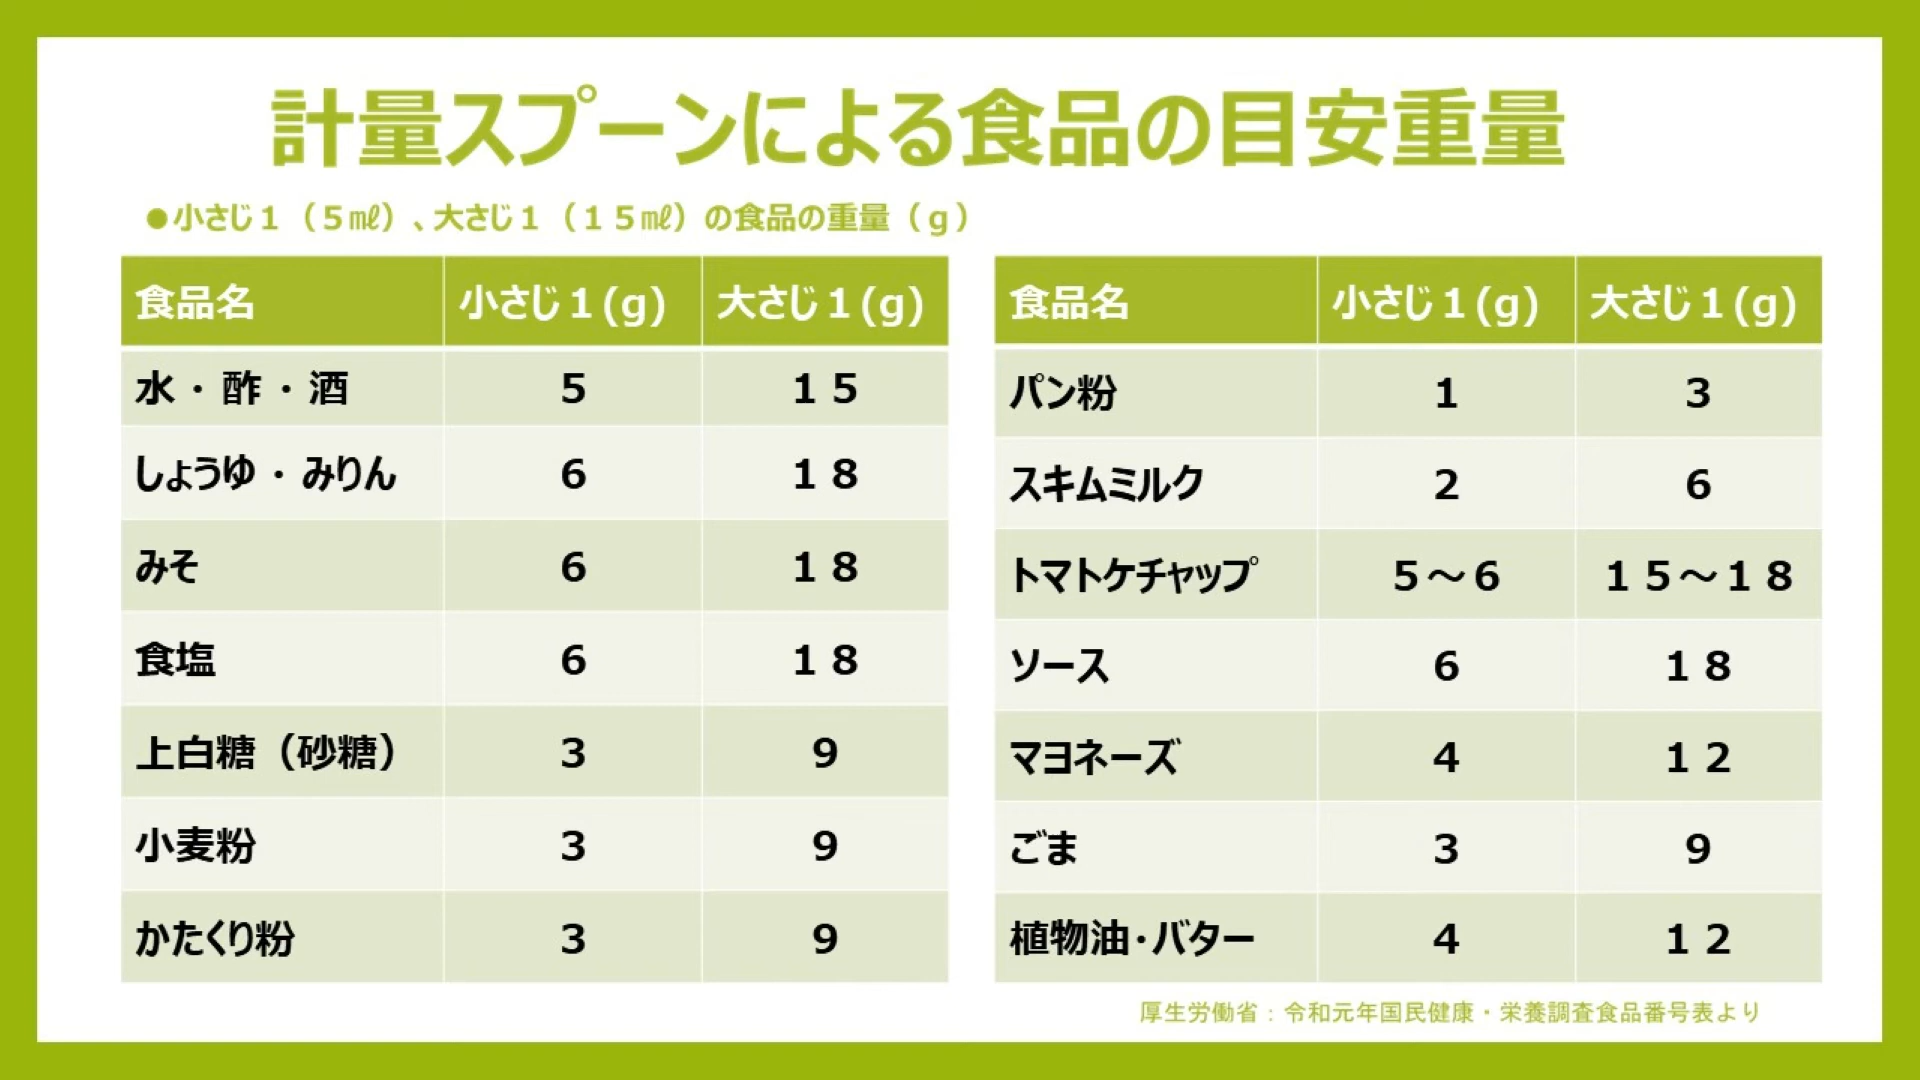 計量スプーンによる食品の目安重量
●小さじ１（５㎖）、大さじ１（１５㎖）の食品の重量（ｇ）
食品名 小さじ１(g) 大さじ１(g)
水・酢・酒 5 １５
しょうゆ・みりん 6 １８
みそ 6 １８
食塩 6 １８
上白糖（砂糖） 3 9
小麦粉 3 9
かたくり粉 3 9
食品名 小さじ１(g) 大さじ１(g)
パン粉 1 3
スキムミルク 2 6
トマトケチャップ ５～６ １５～１８
ソース 6 １８
マヨネーズ 4 １２
ごま 3 9
植物油・バター 4 １２
厚生労働省：令和元年国民健康・栄養調査食品番号表より